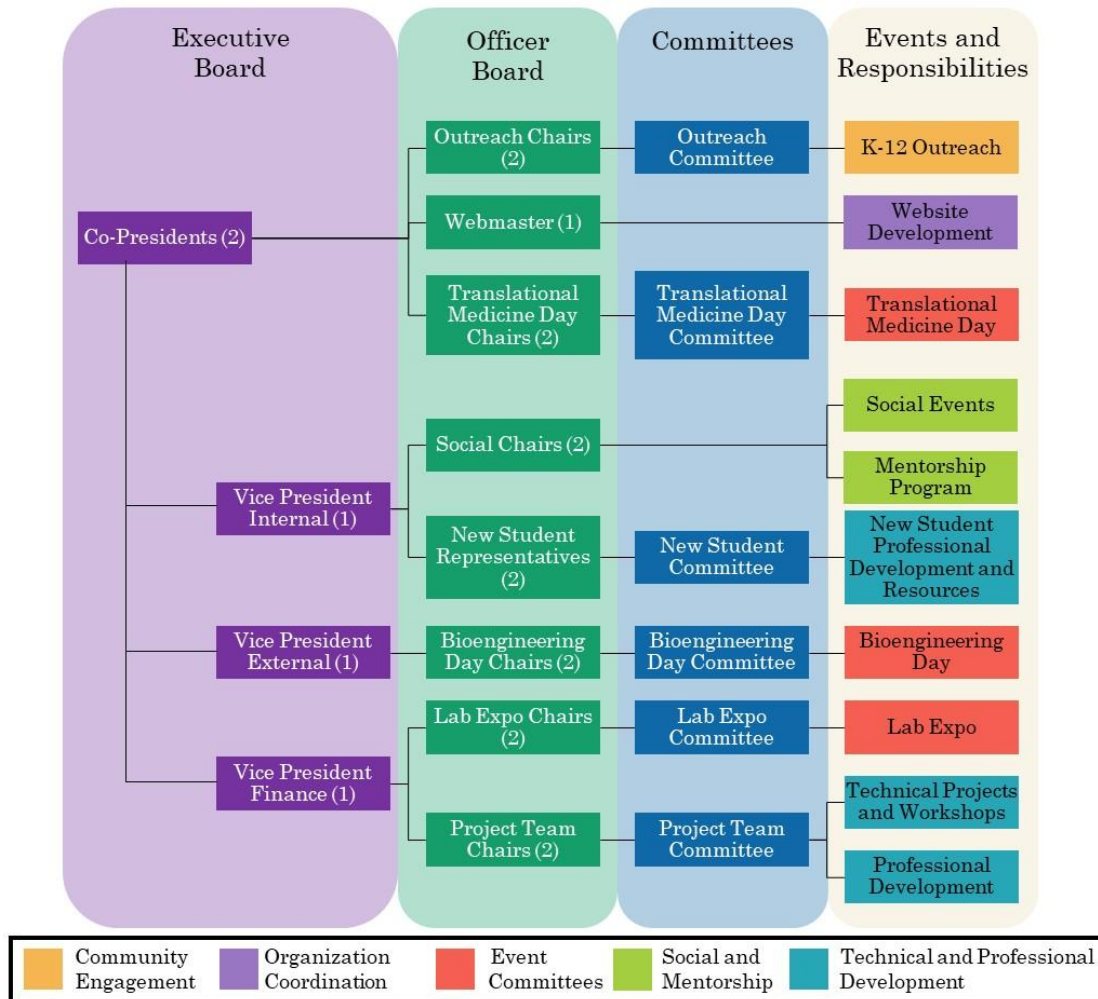 Executive
Board
Officer
Board
Committees
Events and
Responsibilities
Co-Presidents (2)
Outreach Chairs
(2)
Outreach
Committee
K-12 Outreach
Webmaster (1)
Website
Development
Translational
Medicine Day
Chairs (2)
Translational
Medicine Day
Committee
Translational
Medicine Day
Vice President
Internal (1)
Social Chairs (2)
Social Events
Mentorship
Program
New Student
Representatives
(2)
New Student
Committee
New Student
Professional
Development and
Resources
Vice President
External (1)
Bioengineering
Day Chairs (2)
Bioengineering
Day Committee
Bioengineering
Day
Vice President
Finance (1)
Lab Expo Chairs
(2)
Lab Expo
Committee
Lab Expo
Project Team
Chairs (2)
Project Team
Committee
Technical Projects
and Workshops
Professional
Development
Community
Engagement
Organization
Coordination
Event
Committees
Social and
Mentorship
Technical and Professional
Development